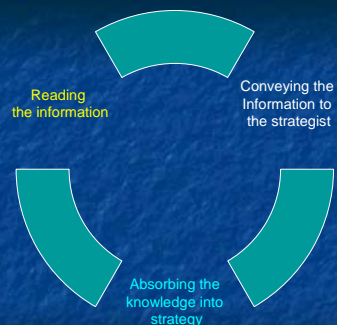 Reading
the information
Conveying the
Information to
the strategist
Absorbing the
knowledge into
strategy